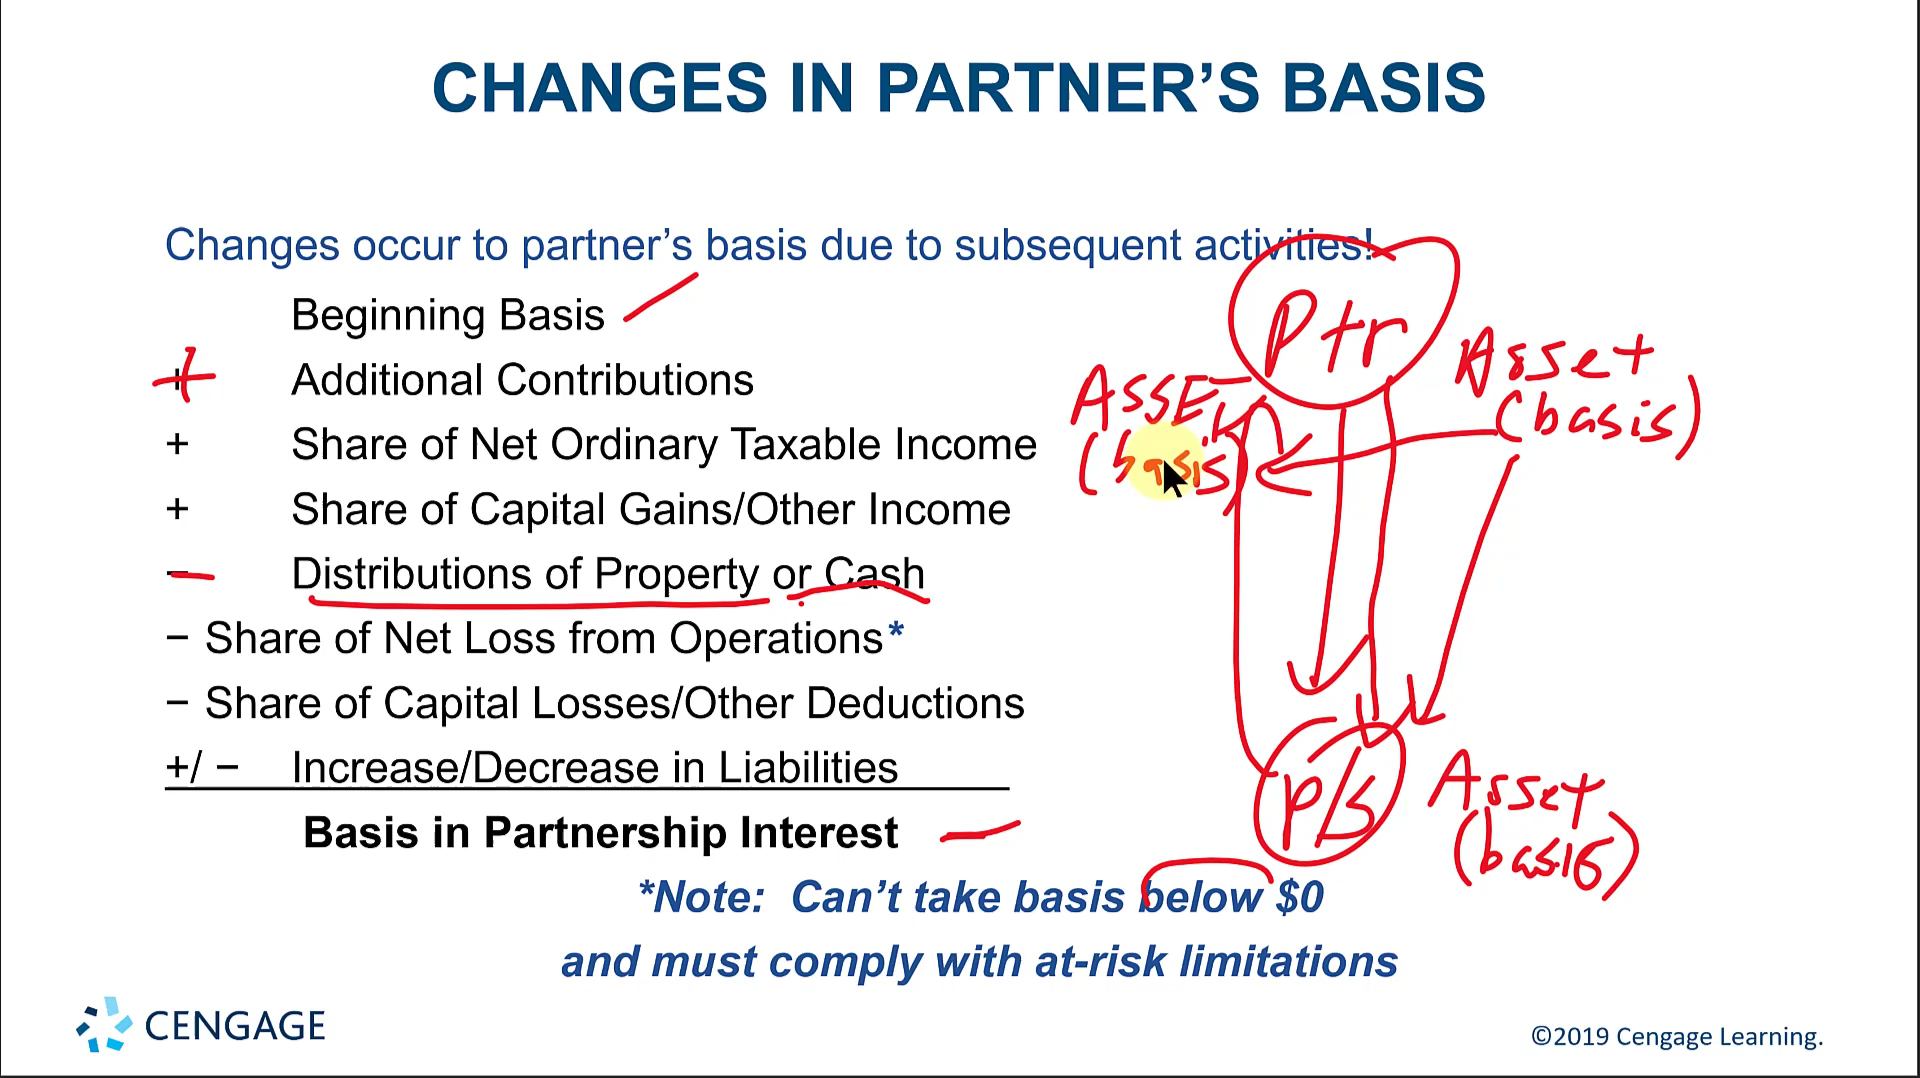 CHANGES IN PARTNER’S BASIS
Changes occur to partner’s basis due to subsequent activities!
Beginning Basis
+ Additional Contributions
+ Share of Net Ordinary Taxable Income
+ Share of Capital Gains/Other Income
− Distributions of Property or Cash
− Share of Net Loss from Operations*
− Share of Capital Losses/Other Deductions
+/ − Increase/Decrease in Liabilities
Basis in Partnership Interest
*Note: Can’t take basis below $0
and must comply with at-risk limitations
Ptr
Asset
(basis)
ASSET
(basis)
P/S
Asset
(basis)
CENGAGE
©2019 Cengage Learning.